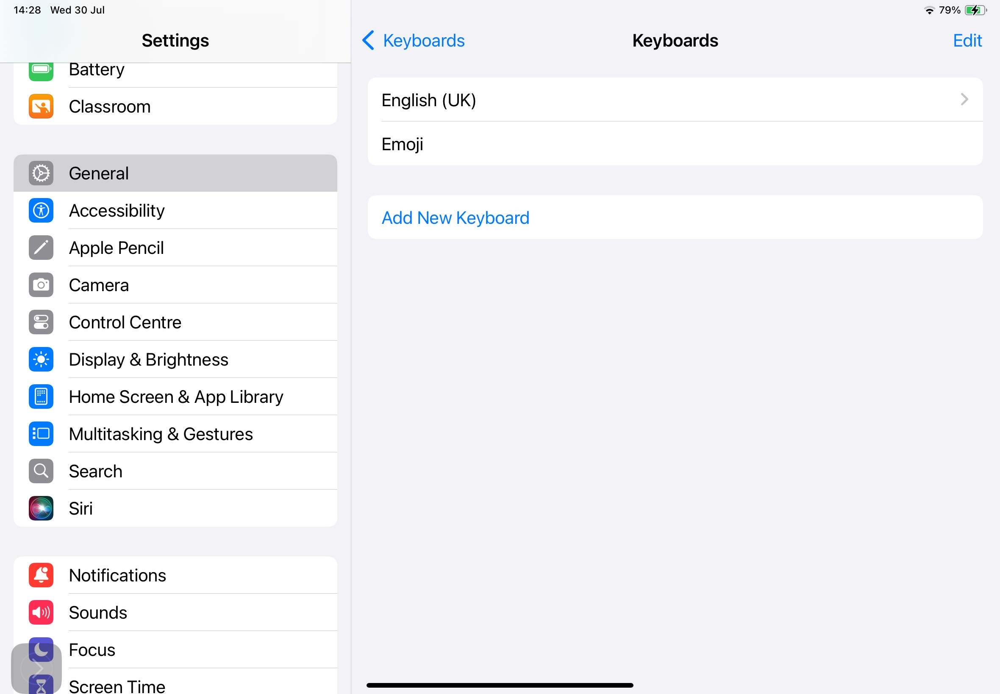 14:28 Wed 30 Jul
79%
Settings
Battery
Classroom
General
Accessibility
Apple Pencil
Camera
Control Centre
Display & Brightness
Home Screen & App Library
Multitasking & Gestures
Search
Siri
Notifications
Sounds
Focus
Screen Time
Keyboards
Keyboards
Edit
English (UK)
Emoji
Add New Keyboard